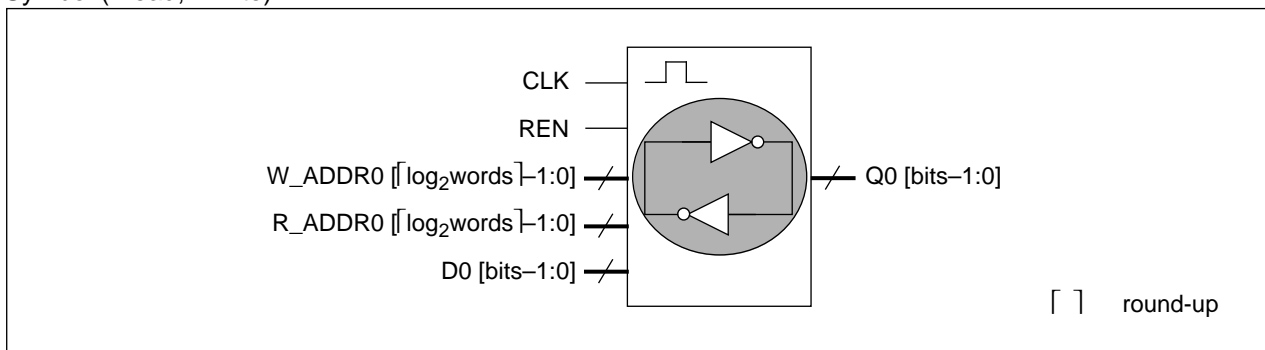 CLK
REN
W_ADDR0 [⌈log₂words⌉–1:0]
Q0 [bits–1:0]
R_ADDR0 [⌈log₂words⌉–1:0]
D0 [bits–1:0]
⌈ ⌉ round-up